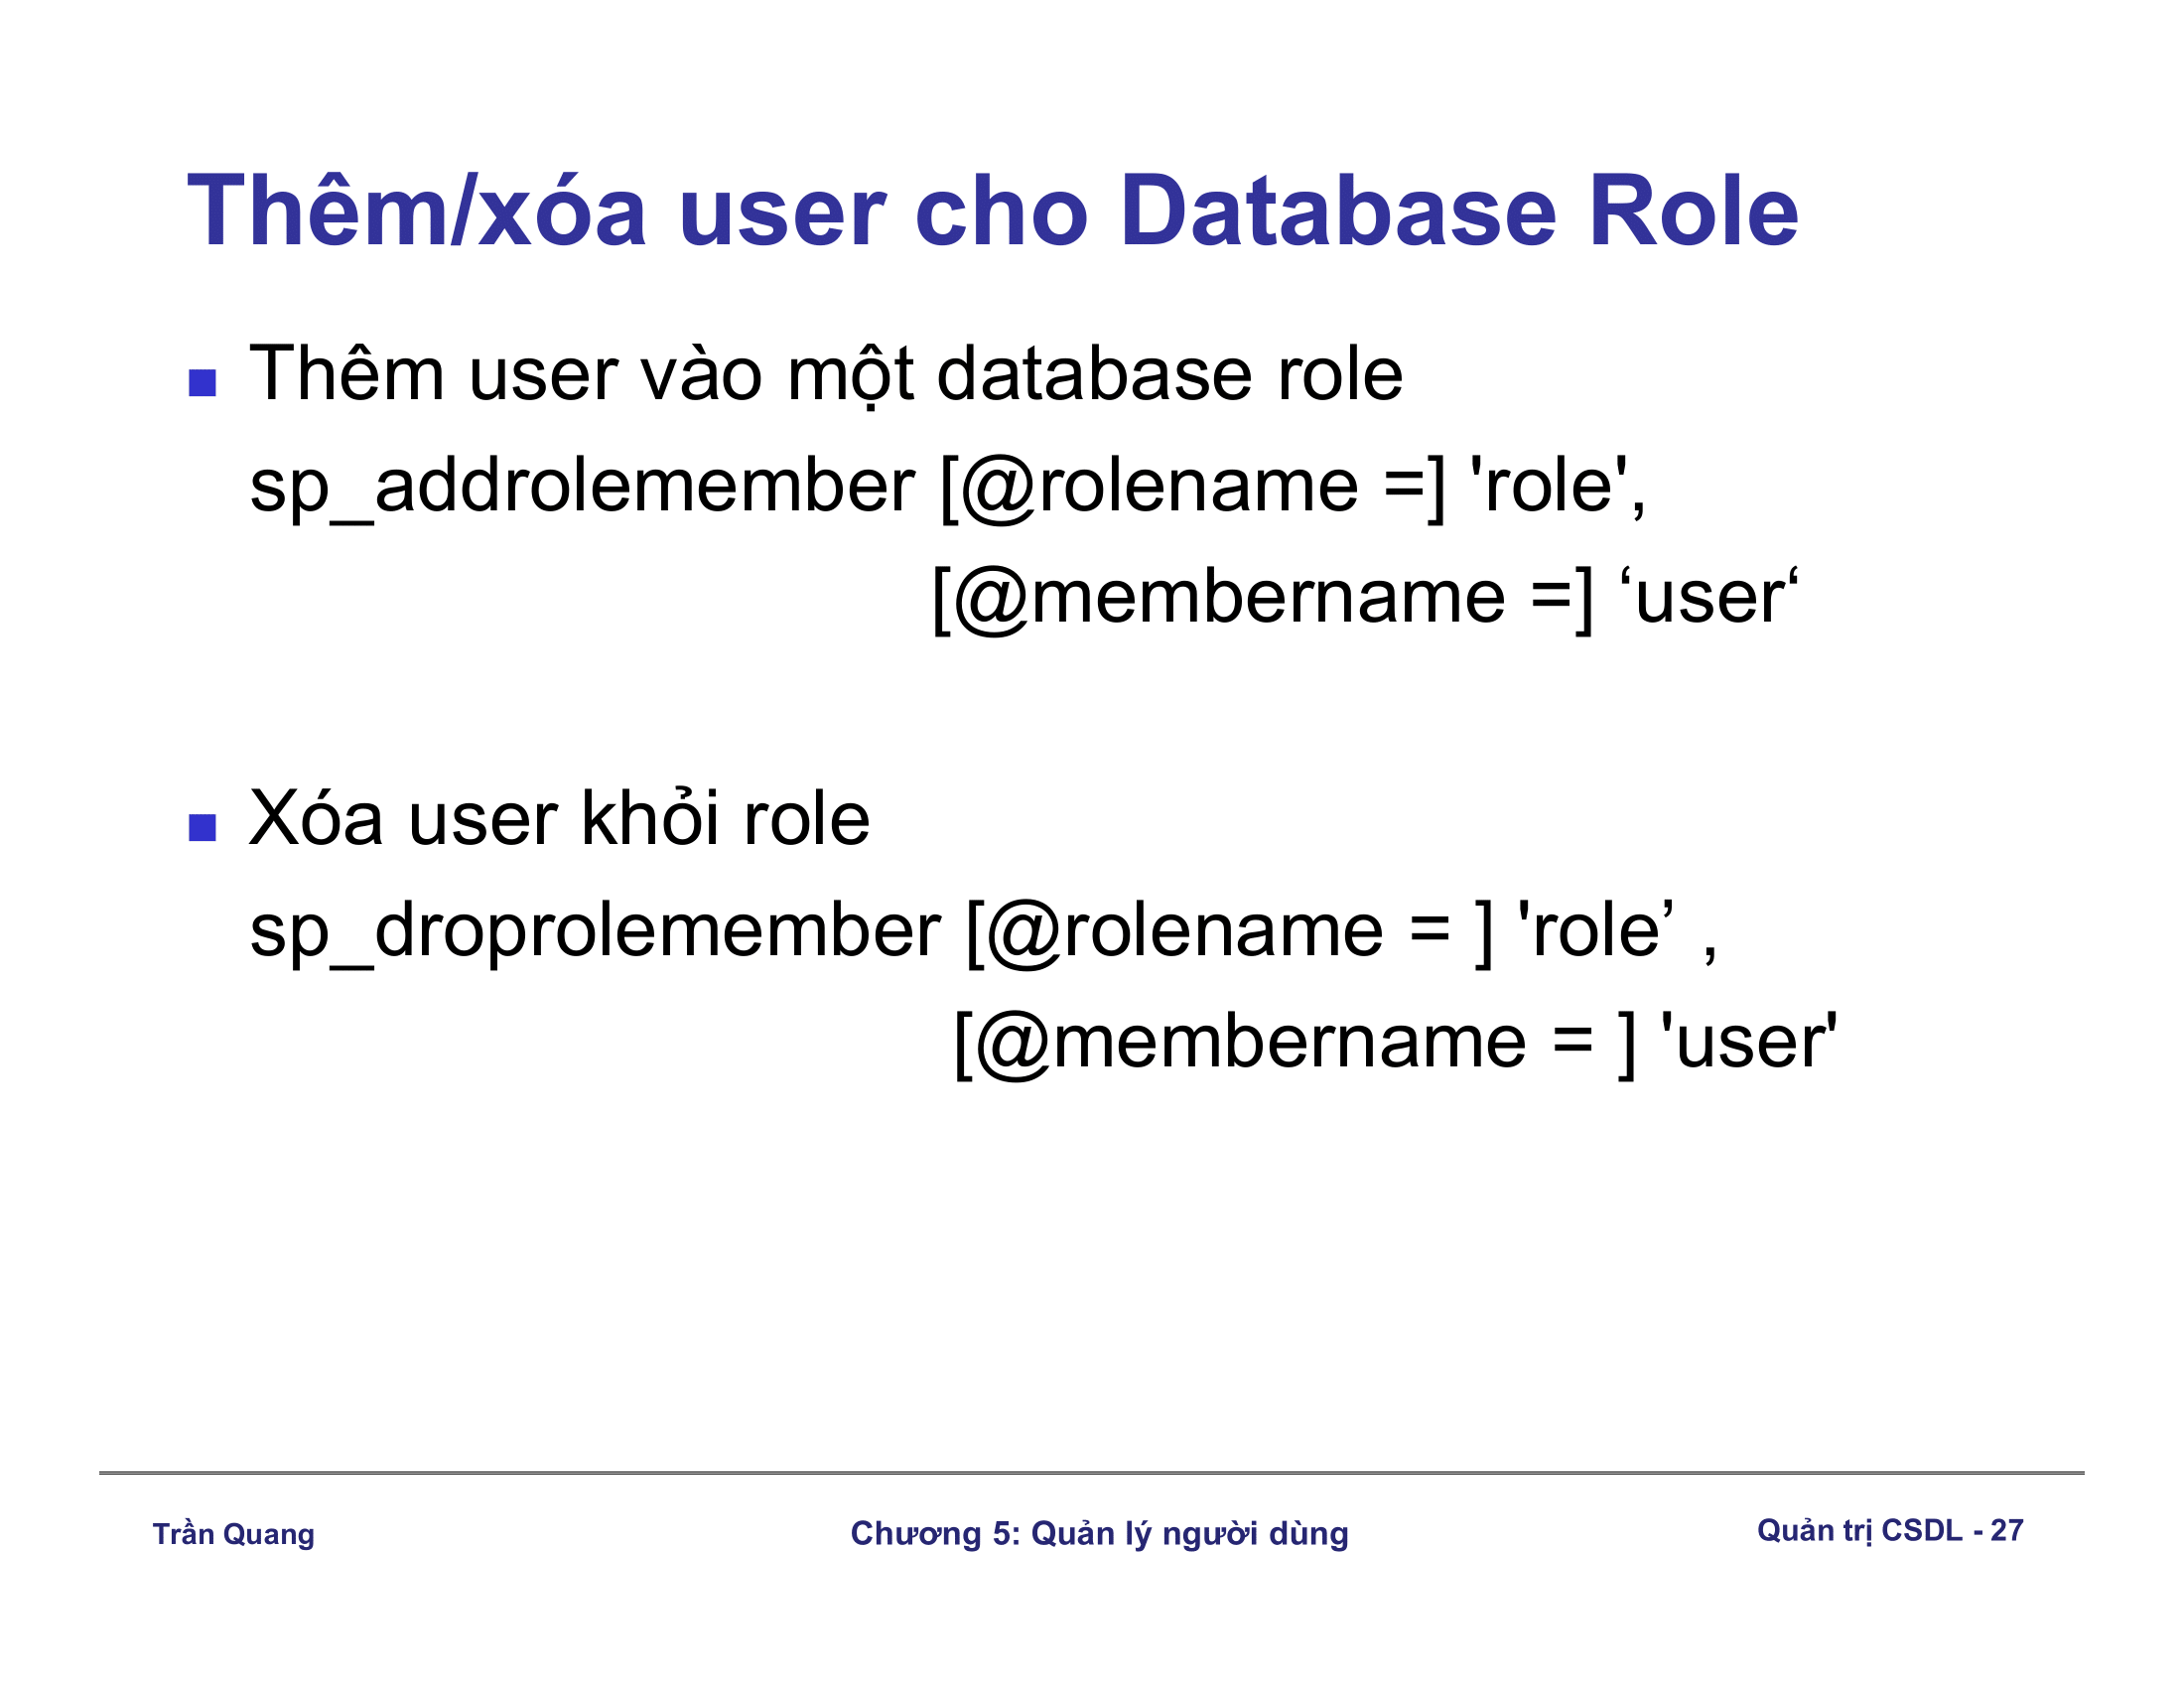 Thêm/xóa user cho Database Role
Thêm user vào một database role
sp_addrolemember [@rolename =] 'role',
[@membername =] ‘user‘
Xóa user khỏi role
sp_droprolemember [@rolename = ] 'role’ ,
[@membername = ] 'user'
Trần Quang
Chương 5: Quản lý người dùng
Quản trị CSDL - 27